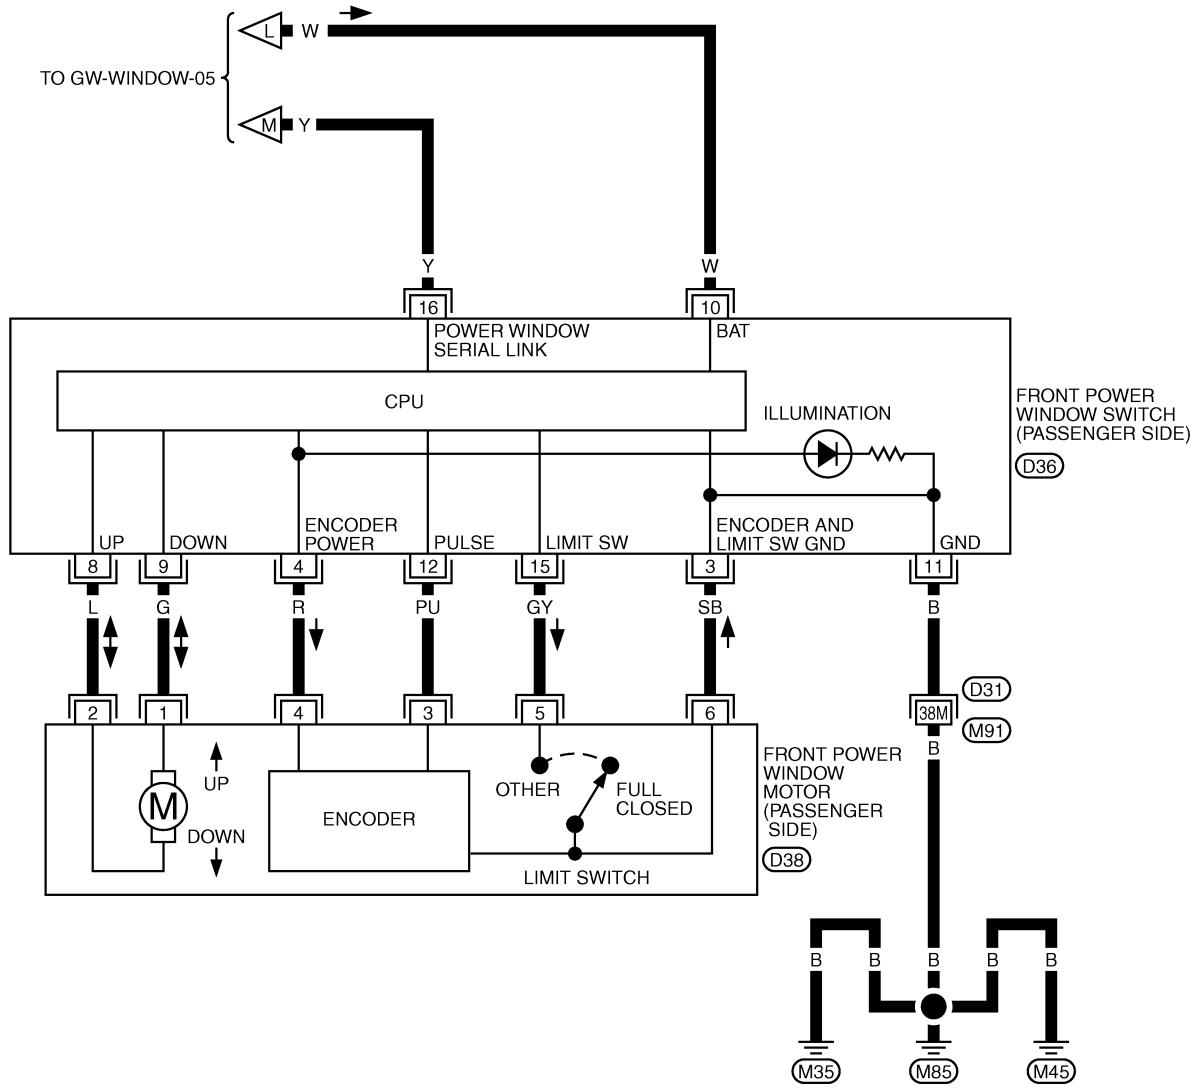 L W
TO GW-WINDOW-05
M Y
Y W
16 10
POWER WINDOW
SERIAL LINK
BAT
CPU
ILLUMINATION
FRONT POWER
WINDOW SWITCH
(PASSENGER SIDE)
D36
UP
DOWN
ENCODER
POWER
PULSE
LIMIT SW
ENCODER AND
LIMIT SW GND
GND
8 9 4 12 15 3 11
L G R PU GY SB B
D31
2 1 4 3 5 6 38M
M91
B
UP
M
DOWN
ENCODER
OTHER
FULL
CLOSED
LIMIT SWITCH
FRONT POWER
WINDOW
MOTOR
(PASSENGER
SIDE)
D38
B B B B B
M35 M85 M45